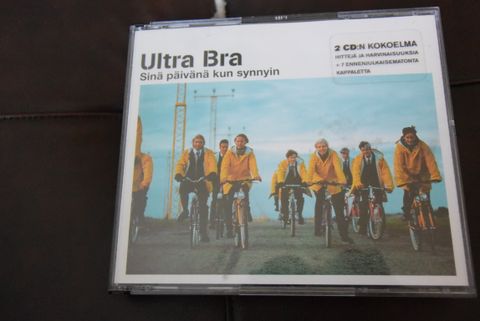 Ultra Bra
Sinä päivänä kun synnyin
2 CD:N KOKOELMA
HITTEJÄ JA HARVINAISUUKSIA
+ 7 ENNENJULKAISEMATONTA
KAPPALETTA